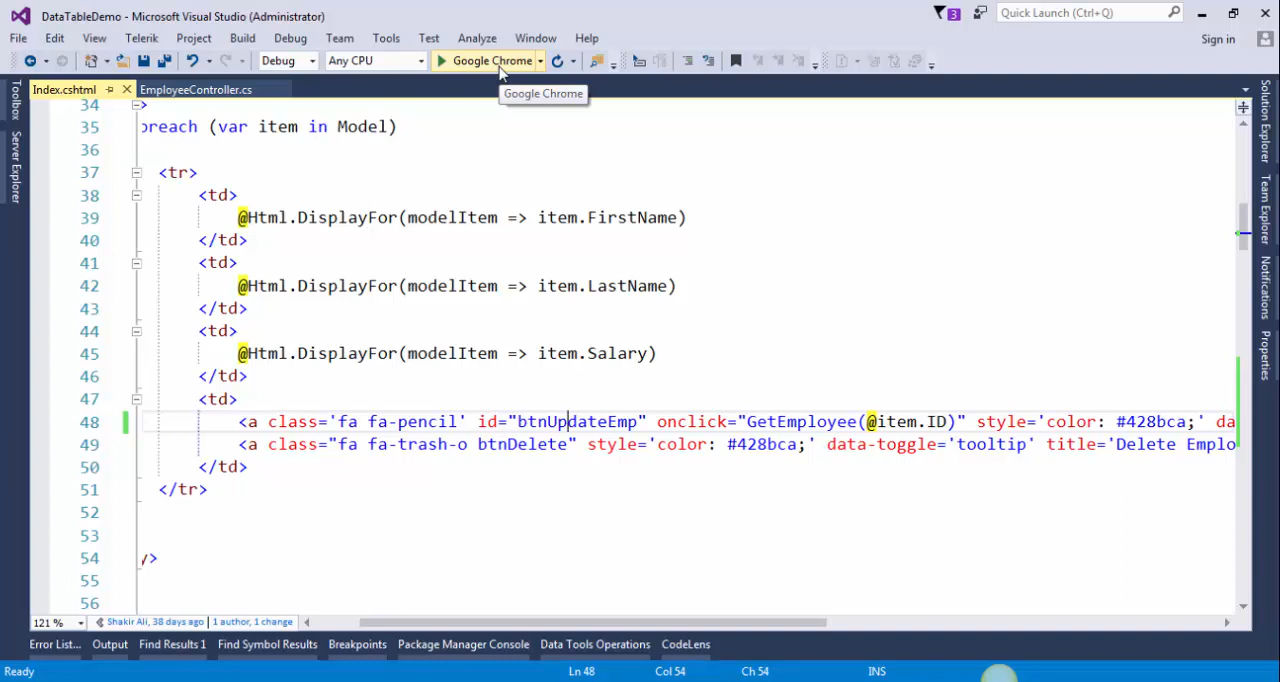 DataTableDemo - Microsoft Visual Studio (Administrator)
3
Quick Launch (Ctrl+Q)
File Edit View Telerik Project Build Debug Team Tools Test Analyze Window Help
Sign in
Debug Any CPU Google Chrome
Google Chrome
Index.cshtml EmployeeController.cs
Toolbox
Server Explorer
34 >
35 oreach (var item in Model)
36
37 <tr>
38 <td>
39 @Html.DisplayFor(modelItem => item.FirstName)
40 </td>
41 <td>
42 @Html.DisplayFor(modelItem => item.LastName)
43 </td>
44 <td>
45 @Html.DisplayFor(modelItem => item.Salary)
46 </td>
47 <td>
48 <a class='fa fa-pencil' id="btnUpdateEmp" onclick="GetEmployee(@item.ID)" style='color: #428bca;' da
49 <a class="fa fa-trash-o btnDelete" style='color: #428bca;' data-toggle='tooltip' title='Delete Emplo
50 </td>
51 </tr>
52
53
54 y>
55
56
Solution Explorer
Team Explorer
Notifications
Properties
121 % Shakir Ali, 38 days ago | 1 author, 1 change
Error List... Output Find Results 1 Find Symbol Results Breakpoints Package Manager Console Data Tools Operations CodeLens
Ready Ln 48 Col 54 Ch 54 INS